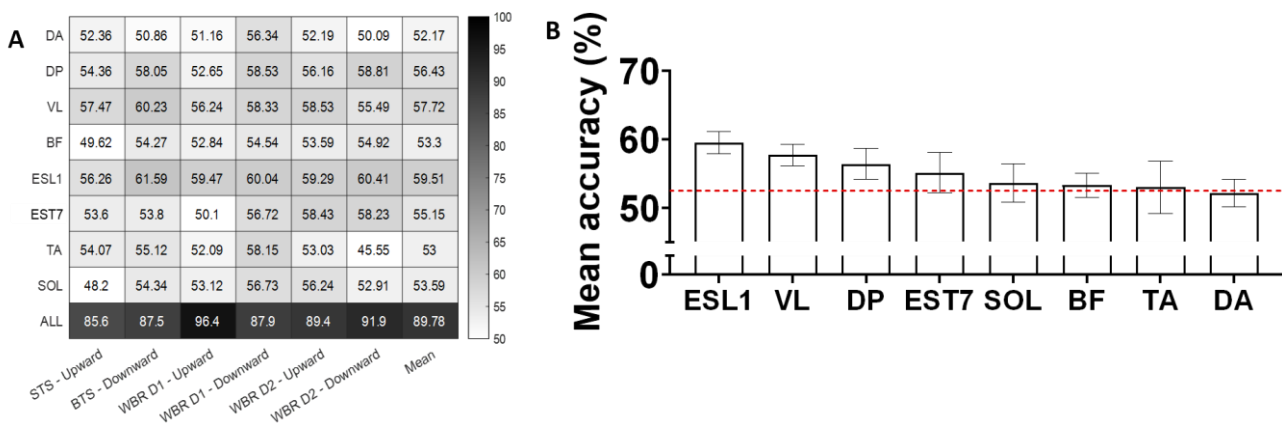 A
DA 52.36 50.86 51.16 56.34 52.19 50.09 52.17
DP 54.36 58.05 52.65 58.53 56.16 58.81 56.43
VL 57.47 60.23 56.24 58.33 58.53 55.49 57.72
BF 49.62 54.27 52.84 54.54 53.59 54.92 53.3
ESL1 56.26 61.59 59.47 60.04 59.29 60.41 59.51
EST7 53.6 53.8 50.1 56.72 58.43 58.23 55.15
TA 54.07 55.12 52.09 58.15 53.03 45.55 53
SOL 48.2 54.34 53.12 56.73 56.24 52.91 53.59
ALL 85.6 87.5 96.4 87.9 89.4 91.9 89.78
STS - Upward
BTS - Downward
WBR D1 - Upward
WBR D1 - Downward
WBR D2 - Upward
WBR D2 - Downward
Mean
100
95
90
85
80
75
70
65
60
55
50
B
Mean accuracy (%)
70
60
50
0
ESL1 VL DP EST7 SOL BF TA DA